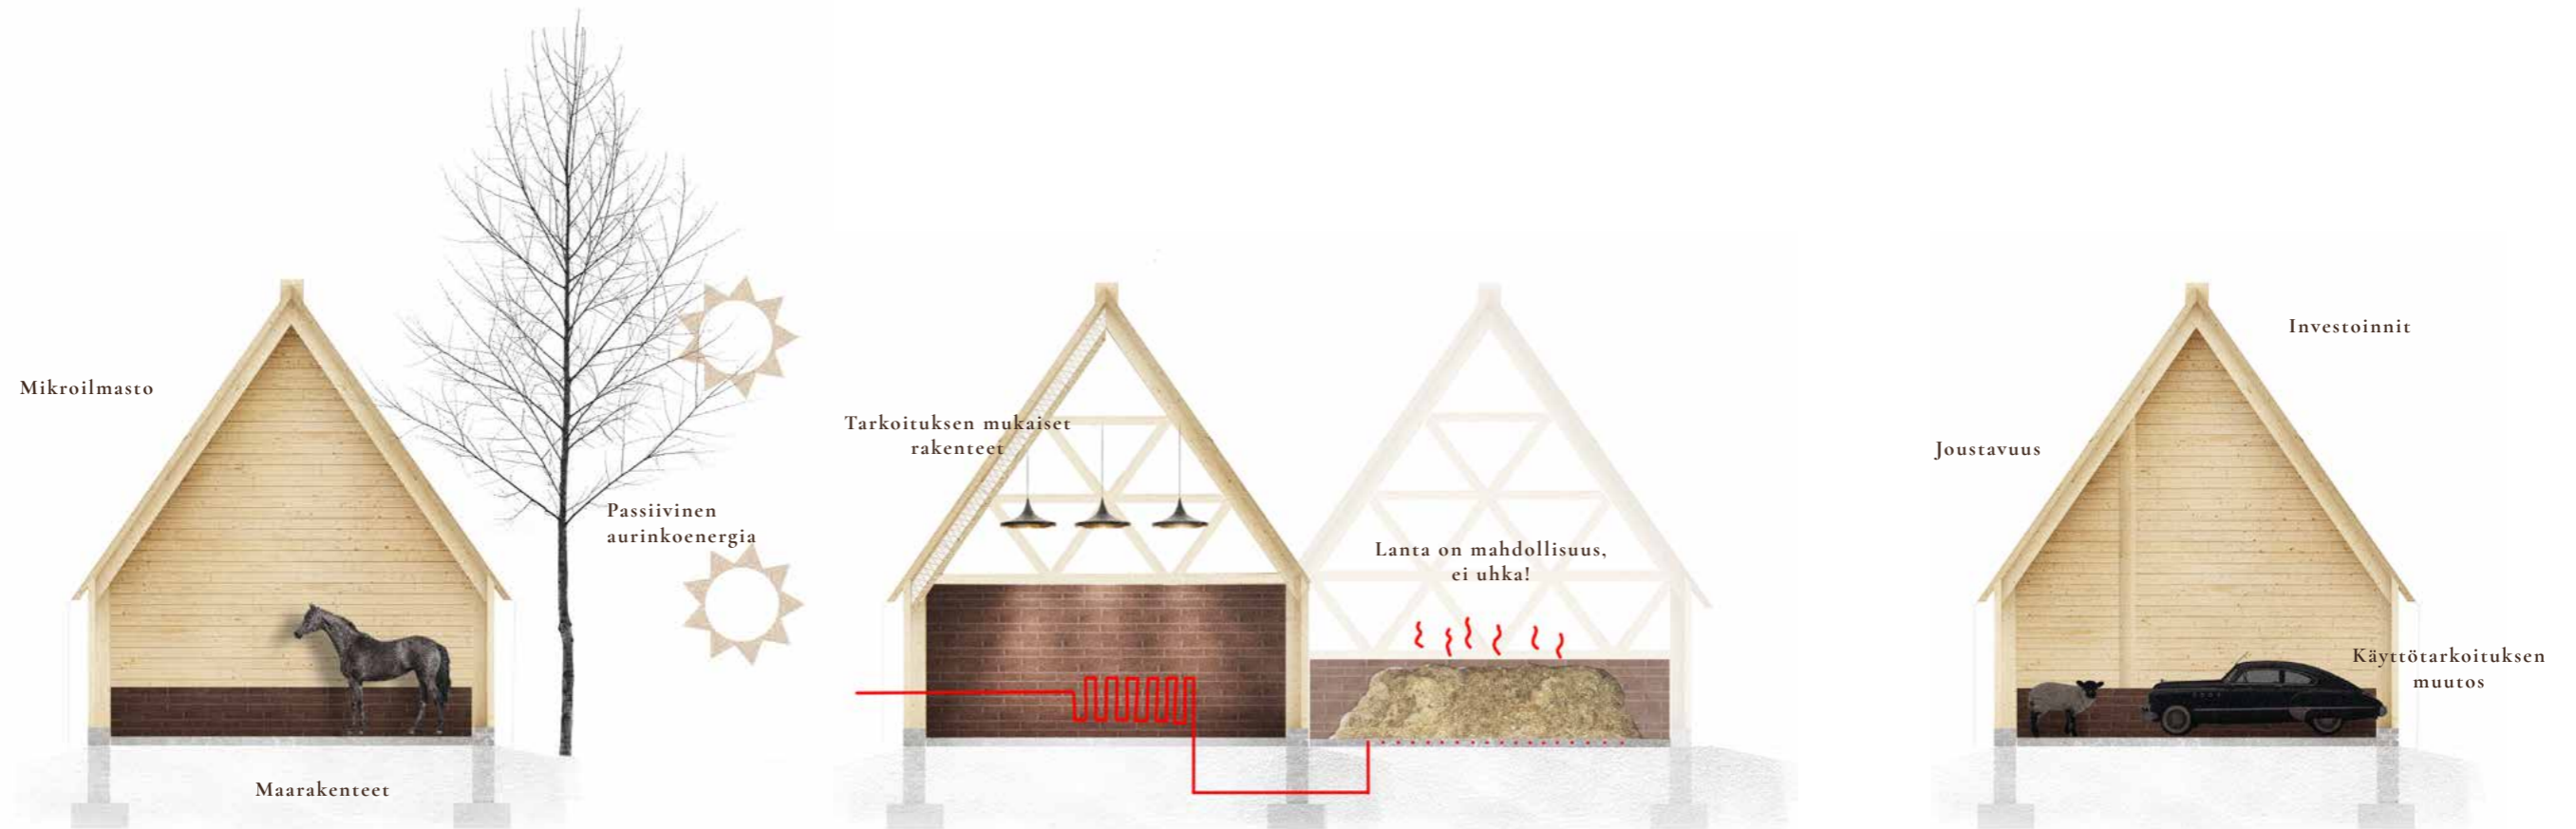 Mikroilmasto
Passiivinen
aurinkoenergia
Maarakenteet
Tarkoituksen mukaiset
rakenteet
Lanta on mahdollisuus,
ei uhka!
Investoinnit
Joustavuus
Käyttötarkoituksen
muutos